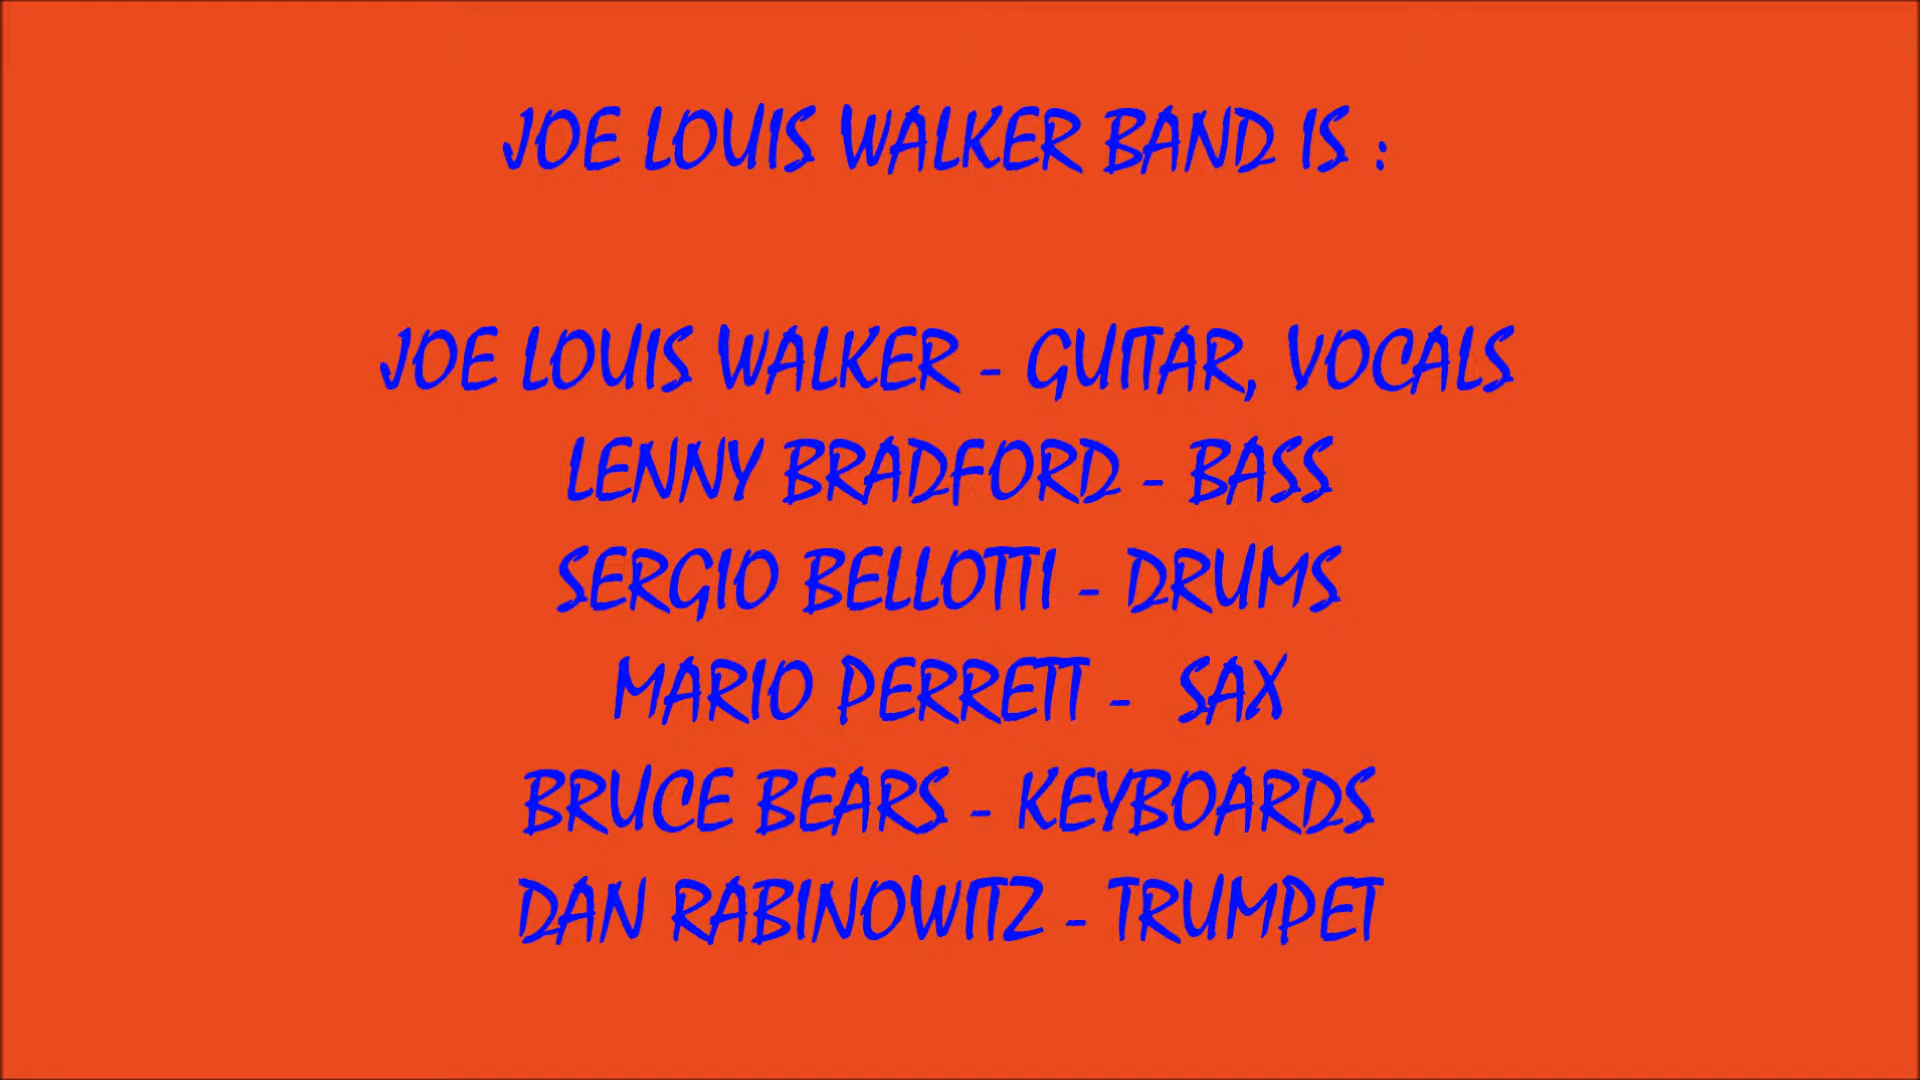 JOE LOUIS WALKER BAND IS :
JOE LOUIS WALKER - GUITAR, VOCALS
LENNY BRADFORD - BASS
SERGIO BELLOTTI - DRUMS
MARIO PERRETT -  SAX
BRUCE BEARS - KEYBOARDS
DAN RABINOWITZ - TRUMPET